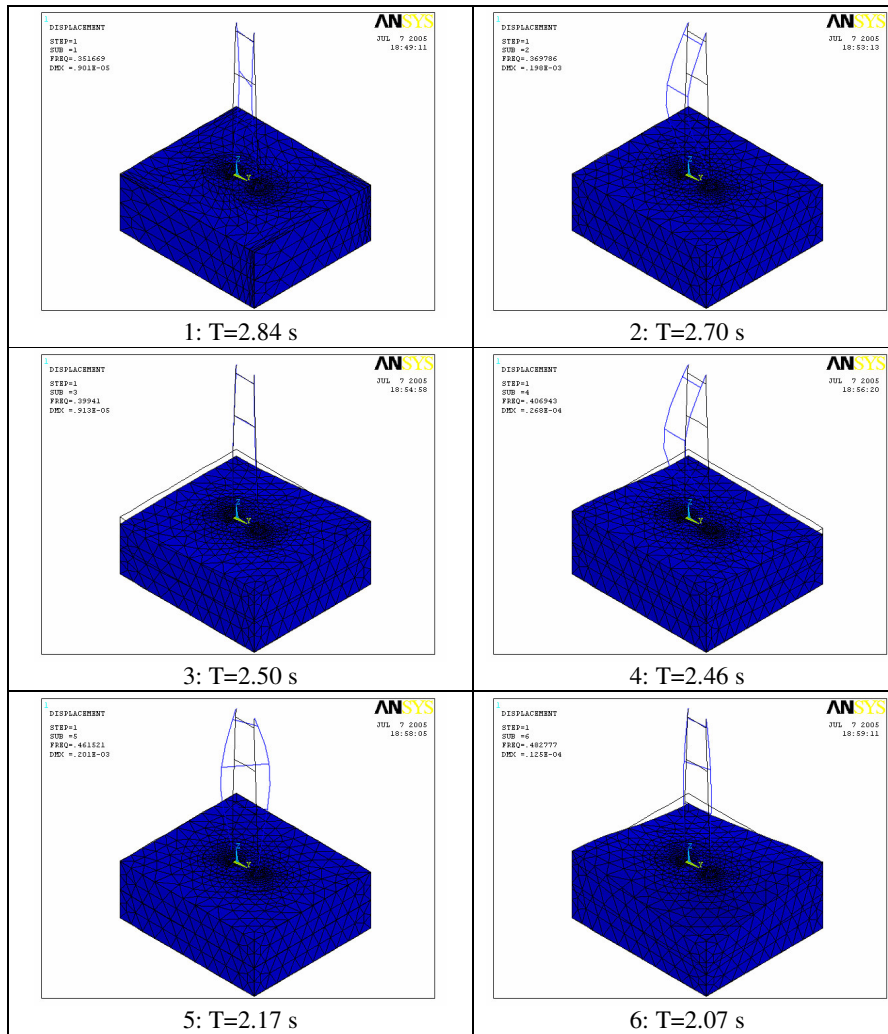 1
DISPLACEMENT
STEP=1
SUB =1
FREQ=.351669
DMX =.901E-05
ANSYS
JUL 7 2005
18:49:11
Z
Y
1: T=2.84 s
1
DISPLACEMENT
STEP=1
SUB =2
FREQ=.369786
DMX =.198E-03
ANSYS
JUL 7 2005
18:53:13
Z
Y
2: T=2.70 s
1
DISPLACEMENT
STEP=1
SUB =3
FREQ=.39941
DMX =.913E-05
ANSYS
JUL 7 2005
18:54:58
Z
Y
3: T=2.50 s
1
DISPLACEMENT
STEP=1
SUB =4
FREQ=.406943
DMX =.268E-04
ANSYS
JUL 7 2005
18:56:20
Z
Y
4: T=2.46 s
1
DISPLACEMENT
STEP=1
SUB =5
FREQ=.461521
DMX =.201E-03
ANSYS
JUL 7 2005
18:58:05
Z
Y
5: T=2.17 s
1
DISPLACEMENT
STEP=1
SUB =6
FREQ=.482777
DMX =.125E-04
ANSYS
JUL 7 2005
18:59:11
Z
Y
6: T=2.07 s